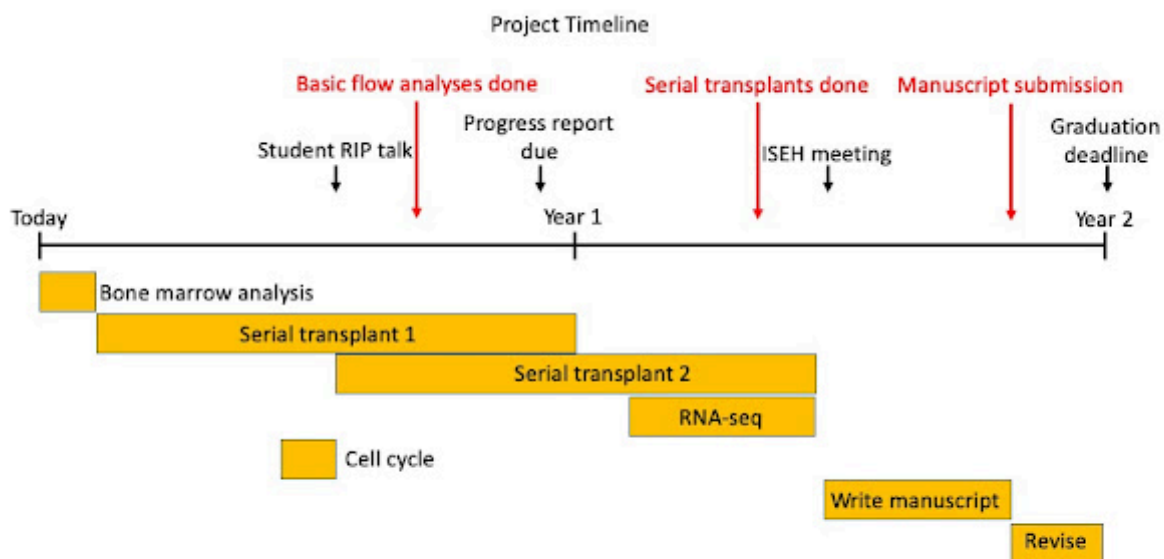 Project Timeline
Basic flow analyses done
Serial transplants done
Manuscript submission
Student RIP talk
Progress report
due
ISEH meeting
Graduation
deadline
Today
Year 1
Year 2
Bone marrow analysis
Serial transplant 1
Serial transplant 2
RNA-seq
Cell cycle
Write manuscript
Revise